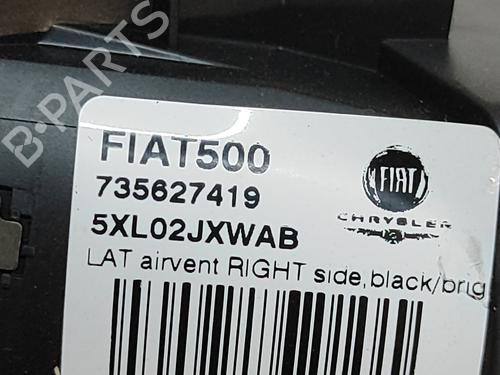 B-PARTS
FIAT500
735627419
5XL02JXWAB
LAT airvent RIGHT side,black/brig
FIAT
CHRYSLER